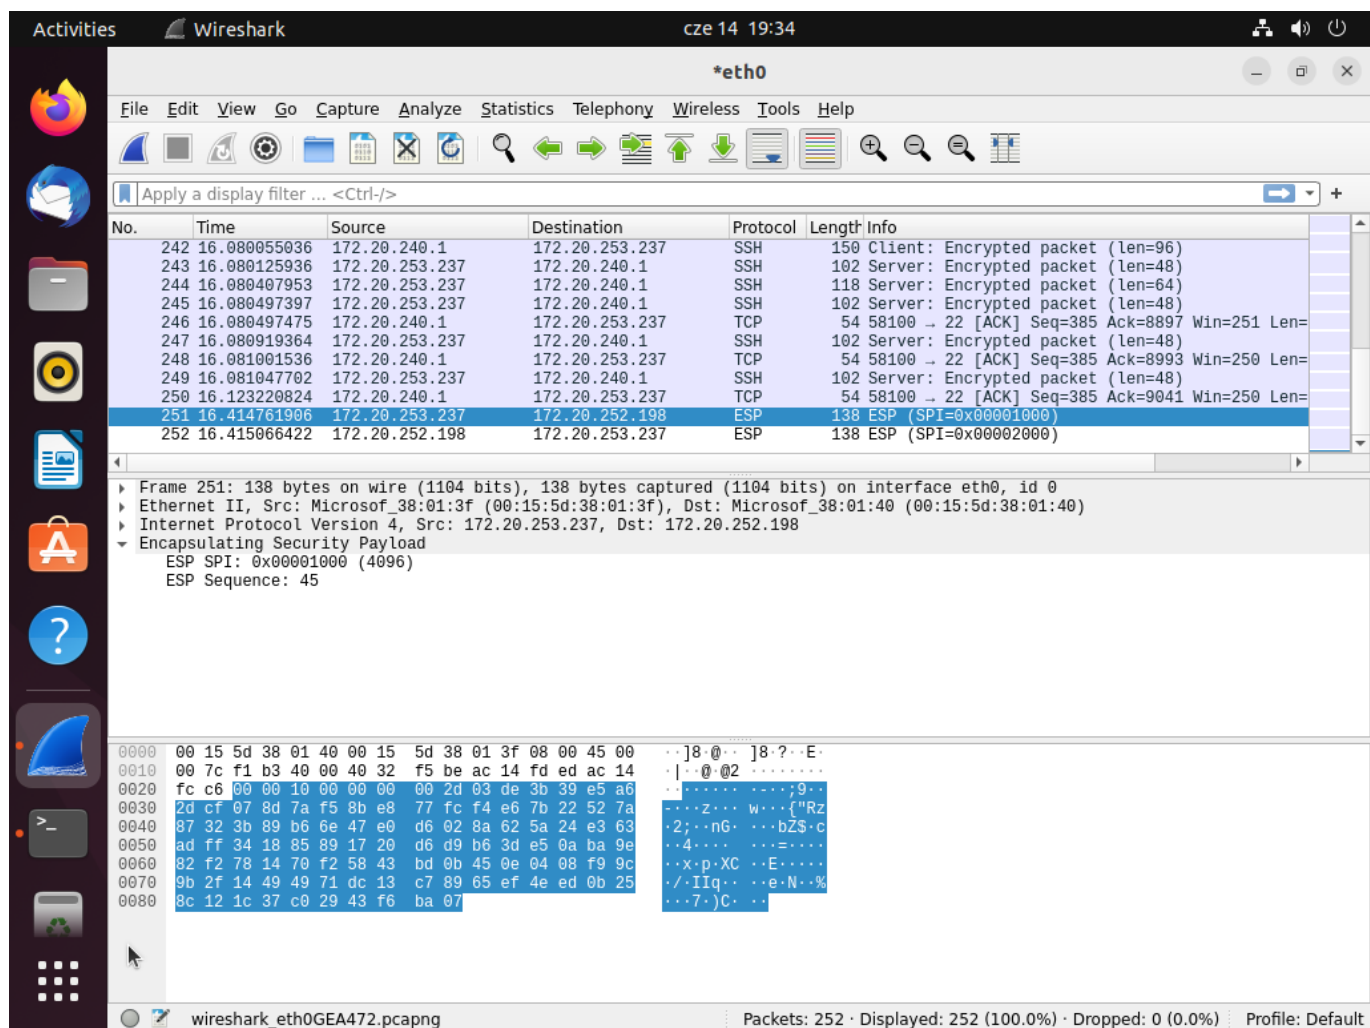 Activities Wireshark cze 14 19:34
*eth0
File Edit View Go Capture Analyze Statistics Telephony Wireless Tools Help
Apply a display filter ... <Ctrl-/>
No. Time Source Destination Protocol Length Info
242 16.080055036 172.20.240.1 172.20.253.237 SSH 150 Client: Encrypted packet (len=96)
243 16.080125936 172.20.253.237 172.20.240.1 SSH 102 Server: Encrypted packet (len=48)
244 16.080407953 172.20.253.237 172.20.240.1 SSH 118 Server: Encrypted packet (len=64)
245 16.080497397 172.20.253.237 172.20.240.1 SSH 102 Server: Encrypted packet (len=48)
246 16.080497475 172.20.240.1 172.20.253.237 TCP 54 58100 → 22 [ACK] Seq=385 Ack=8897 Win=251 Len=
247 16.080919364 172.20.253.237 172.20.240.1 SSH 102 Server: Encrypted packet (len=48)
248 16.081001536 172.20.240.1 172.20.253.237 TCP 54 58100 → 22 [ACK] Seq=385 Ack=8993 Win=250 Len=
249 16.081047702 172.20.253.237 172.20.240.1 SSH 102 Server: Encrypted packet (len=48)
250 16.123220824 172.20.240.1 172.20.253.237 TCP 54 58100 → 22 [ACK] Seq=385 Ack=9041 Win=250 Len=
251 16.414761906 172.20.253.237 172.20.252.198 ESP 138 ESP (SPI=0x00001000)
252 16.415066422 172.20.252.198 172.20.253.237 ESP 138 ESP (SPI=0x00002000)
Frame 251: 138 bytes on wire (1104 bits), 138 bytes captured (1104 bits) on interface eth0, id 0
Ethernet II, Src: Microsof_38:01:3f (00:15:5d:38:01:3f), Dst: Microsof_38:01:40 (00:15:5d:38:01:40)
Internet Protocol Version 4, Src: 172.20.253.237, Dst: 172.20.252.198
Encapsulating Security Payload
ESP SPI: 0x00001000 (4096)
ESP Sequence: 45
0000 00 15 5d 38 01 40 00 15 5d 38 01 3f 08 00 45 00 ··]8·@·· ]8·?··E·
0010 00 7c f1 b3 40 00 40 32 f5 be ac 14 fd ed ac 14 ·|··@·@2 ········
0020 fc c6 00 00 10 00 00 00 00 2d 03 de 3b 39 e5 a6 ········ ·-··;9··
0030 2d cf 07 8d 7a f5 8b e8 77 fc f4 e6 7b 22 52 7a -···z··· w···{"Rz
0040 87 32 3b 89 b6 6e 47 e0 d6 02 8a 62 5a 24 e3 63 ·2;··nG· ···bZ$·c
0050 ad ff 34 18 85 89 17 20 d6 d9 b6 3d e5 0a ba 9e ··4···· ···=····
0060 82 f2 78 14 70 f2 58 43 bd 0b 45 0e 04 08 f9 9c ··x·p·XC ··E·····
0070 9b 2f 14 49 49 71 dc 13 c7 89 65 ef 4e ed 0b 25 ·/·IIq·· ··e·N··%
0080 8c 12 1c 37 c0 29 43 f6 ba 07 ···7·)C· ··
wireshark_eth0GEA472.pcapng Packets: 252 · Displayed: 252 (100.0%) · Dropped: 0 (0.0%) Profile: Default